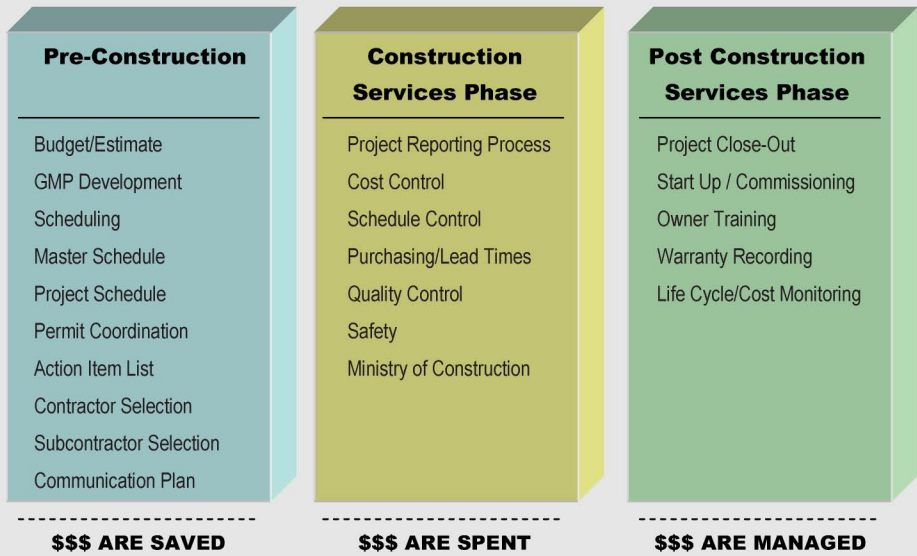 Pre-Construction
Budget/Estimate
GMP Development
Scheduling
Master Schedule
Project Schedule
Permit Coordination
Action Item List
Contractor Selection
Subcontractor Selection
Communication Plan
$$$ ARE SAVED
Construction
Services Phase
Project Reporting Process
Cost Control
Schedule Control
Purchasing/Lead Times
Quality Control
Safety
Ministry of Construction
$$$ ARE SPENT
Post Construction
Services Phase
Project Close-Out
Start Up / Commissioning
Owner Training
Warranty Recording
Life Cycle/Cost Monitoring
$$$ ARE MANAGED